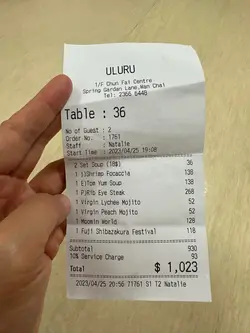 ULURU
1/F Chun Fai Centre
Spring Gardan Lane,Wan Chai
Tel: 2366 6448
Table : 36
No of Guest : 2
Order No. : 1761
Staff : Natalie
Start Time : 2023/04/25 19:08
2 Set Soup (18$) 36
1 j)Shrimp Focaccia 138
1 E)Tom Yum Soup 138
1 P)Rib Eye Steak 268
1 Virgin Lychee Mojito 52
1 Virgin Peach Mojito 52
1 Moomin World 128
1 Fuji Shibazakura Festival 118
Subtotal 930
10% Service Charge 93
Total $ 1,023
2023/04/25 20:56 71761 S1 T2 Natalie